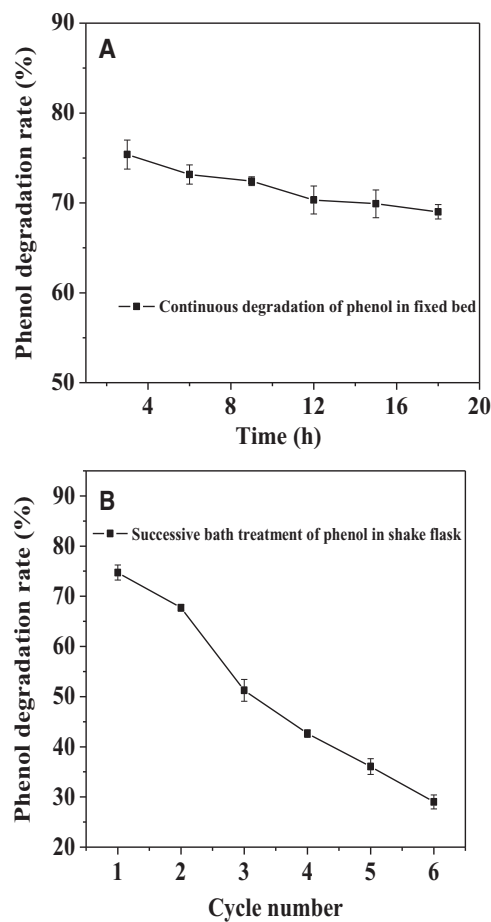 A
Phenol degradation rate (%)
90
80
70
60
50
Continuous degradation of phenol in fixed bed
4 8 12 16 20
Time (h)
B
Phenol degradation rate (%)
90
80
70
60
50
40
30
20
Successive bath treatment of phenol in shake flask
1 2 3 4 5 6
Cycle number